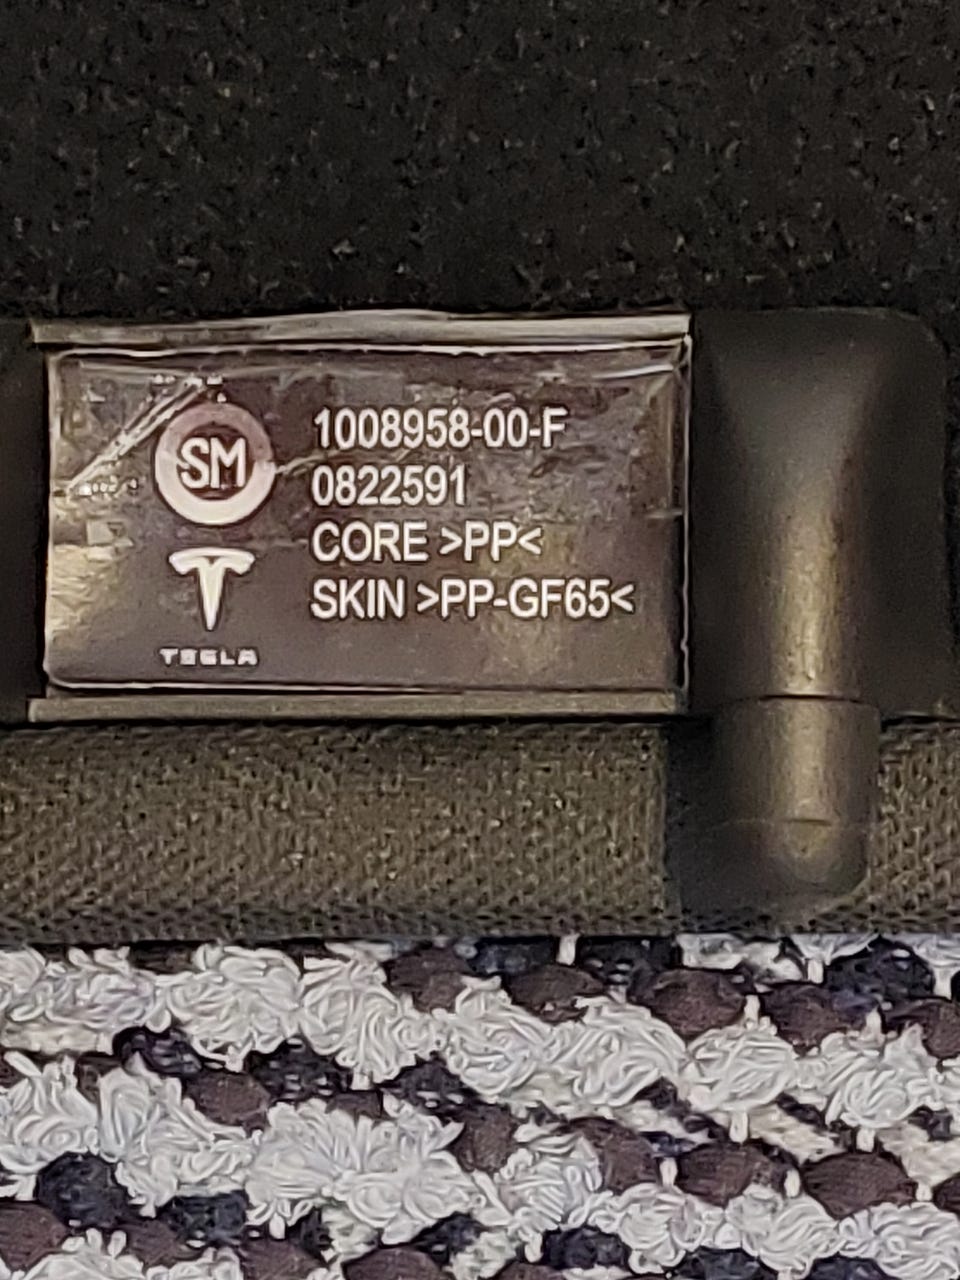 SM
1008958-00-F
0822591
CORE >PP<
SKIN >PP-GF65<
TESLA